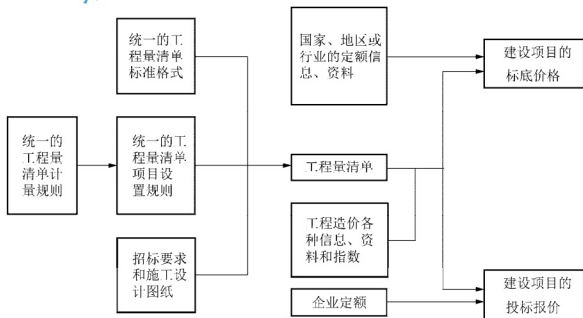 统一的工
程量清单
标准格式
国家、地区或
行业的定额信
息、资料
建设项目的
标底价格
统一的
工程量
清单计
量规则
统一的工
程量清单
项目设
置规则
工程量清单
招标要求
和施工设
计图纸
工程造价各
种信息、资
料和指数
企业定额
建设项目的
投标报价